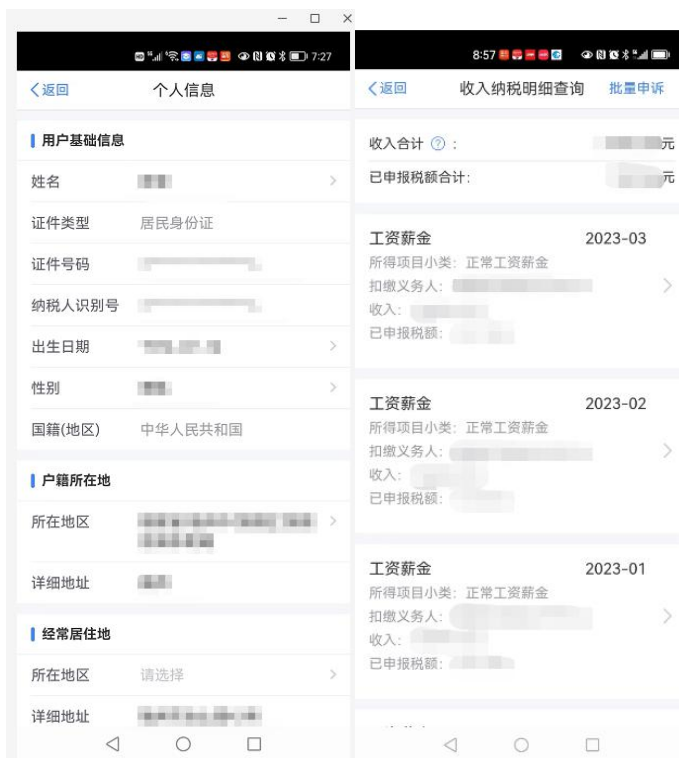 7:27
返回
个人信息
用户基础信息
姓名
证件类型 居民身份证
证件号码
纳税人识别号
出生日期
性别
国籍(地区) 中华人民共和国
户籍所在地
所在地区
详细地址
经常居住地
所在地区 请选择
详细地址
8:57
返回
收入纳税明细查询
批量申诉
收入合计 ? : 元
已申报税额合计: 元
工资薪金 2023-03
所得项目小类: 正常工资薪金
扣缴义务人:
收入:
已申报税额:
工资薪金 2023-02
所得项目小类: 正常工资薪金
扣缴义务人:
收入:
已申报税额:
工资薪金 2023-01
所得项目小类: 正常工资薪金
扣缴义务人:
收入:
已申报税额: